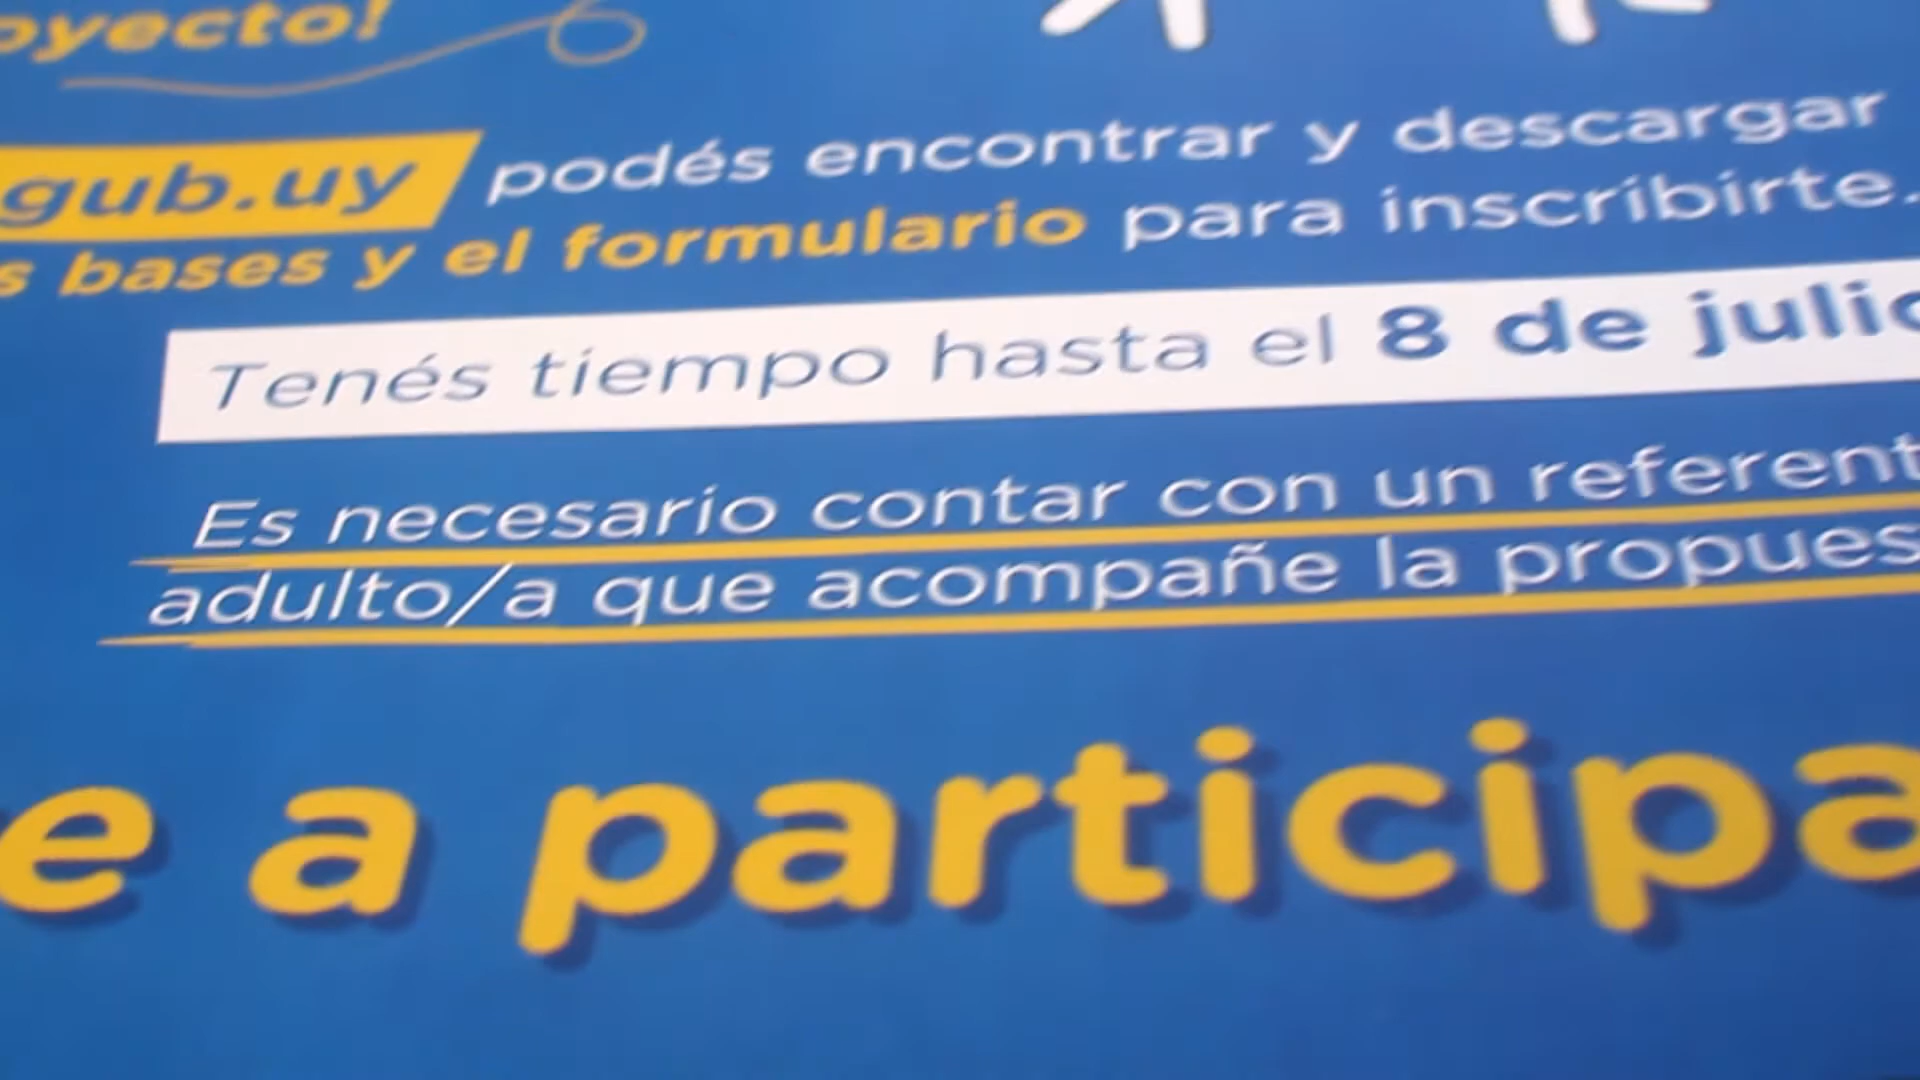 oyecto!
gub.uy podés encontrar y descargar
s bases y el formulario para inscribirte.
Tenés tiempo hasta el 8 de julio
Es necesario contar con un referent
adulto/a que acompañe la propues
e a participa